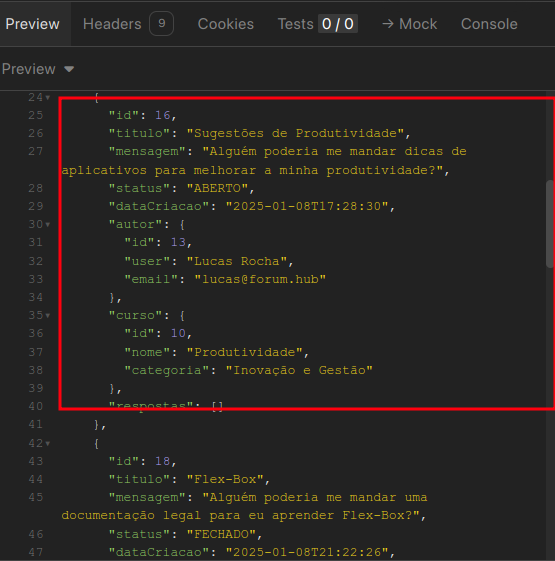 Preview Headers 9 Cookies Tests 0 / 0 → Mock Console
Preview
24 {
25 "id": 16,
26 "titulo": "Sugestões de Produtividade",
27 "mensagem": "Alguém poderia me mandar dicas de
aplicativos para melhorar a minha produtividade?",
28 "status": "ABERTO",
29 "dataCriacao": "2025-01-08T17:28:30",
30 "autor": {
31 "id": 13,
32 "user": "Lucas Rocha",
33 "email": "lucas@forum.hub"
34 },
35 "curso": {
36 "id": 10,
37 "nome": "Produtividade",
38 "categoria": "Inovação e Gestão"
39 },
40 "respostas": []
41 },
42 {
43 "id": 18,
44 "titulo": "Flex-Box",
45 "mensagem": "Alguém poderia me mandar uma
documentação legal para eu aprender Flex-Box?",
46 "status": "FECHADO",
47 "dataCriacao": "2025-01-08T21:22:26",